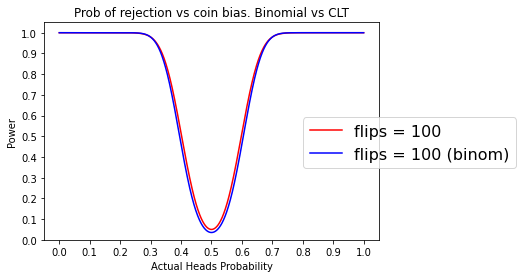 Prob of rejection vs coin bias. Binomial vs CLT
1.0
0.9
0.8
0.7
0.6
0.5
0.4
0.3
0.2
0.1
0.0
Power
flips = 100
flips = 100 (binom)
0.0 0.1 0.2 0.3 0.4 0.5 0.6 0.7 0.8 0.9 1.0
Actual Heads Probability